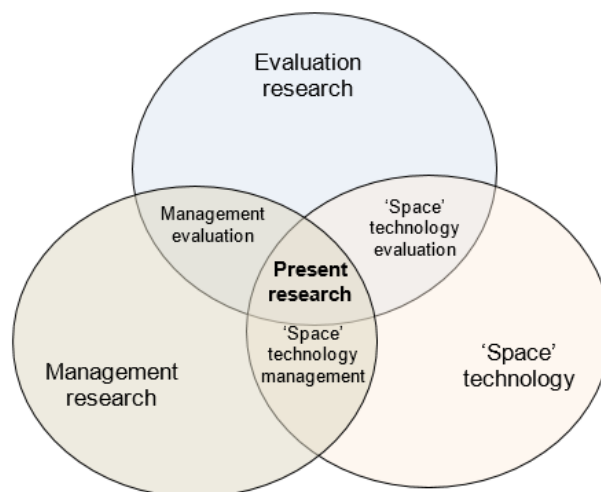 Evaluation
research
Management
evaluation
‘Space’
technology
evaluation
Present
research
‘Space’
technology
management
Management
research
‘Space’
technology